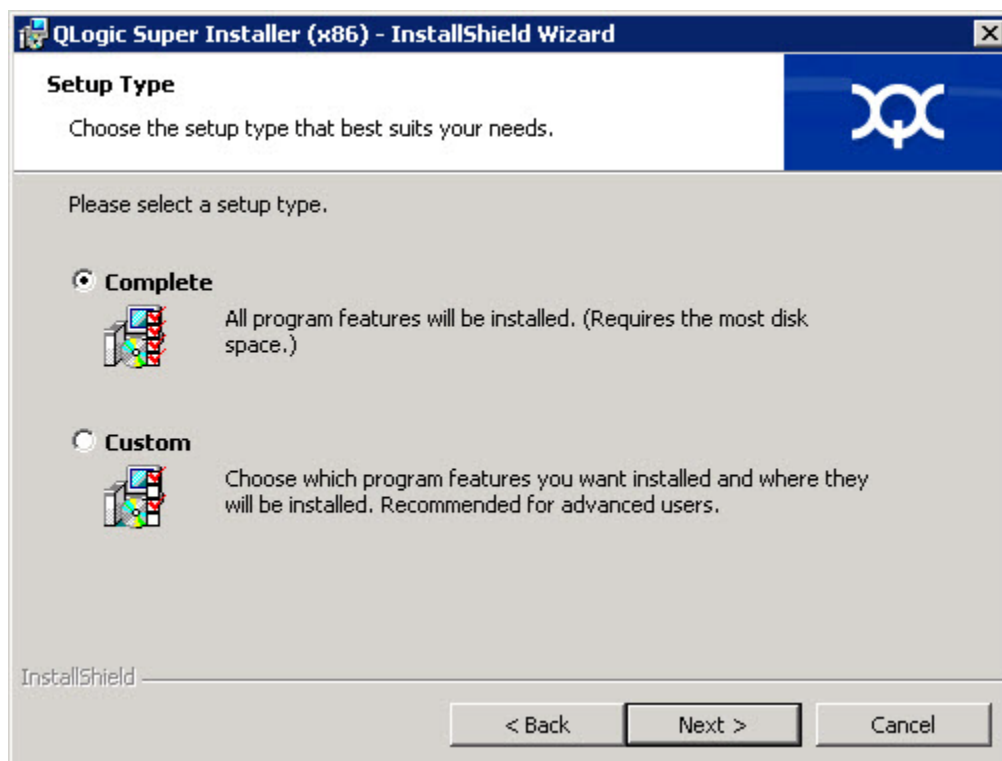 QLogic Super Installer (x86) - InstallShield Wizard
Setup Type
Choose the setup type that best suits your needs.
Please select a setup type.
Complete
All program features will be installed. (Requires the most disk
space.)
Custom
Choose which program features you want installed and where they
will be installed. Recommended for advanced users.
InstallShield
< Back
Next >
Cancel